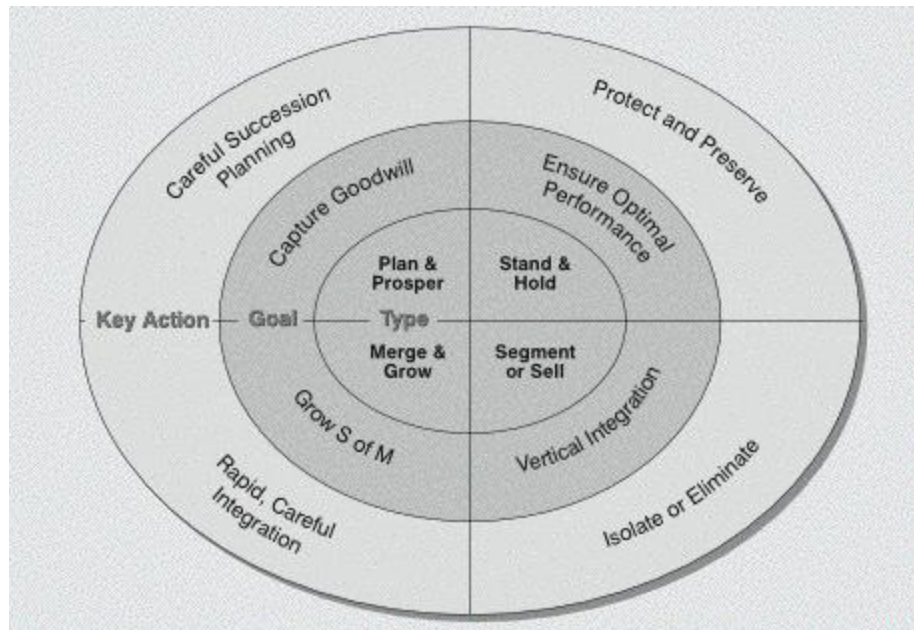 Careful Succession
Planning
Protect and Preserve
Capture Goodwill
Ensure Optimal
Performance
Plan &
Prosper
Stand &
Hold
Key Action
Goal
Type
Merge &
Grow
Segment
or Sell
Grow S of M
Vertical Integration
Rapid, Careful
Integration
Isolate or Eliminate